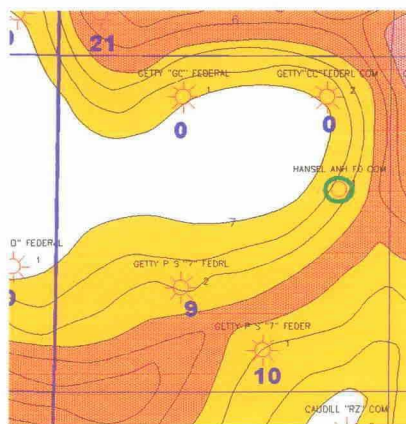 6
21
GETTY "GC" FEDERAL
1
0
GETTY "CC" FEDERL COM
2
0
HANSEL ANH FD COM
7
D" FEDERAL
1
GETTY P S "7" FEDRL
2
9
GETTY P S "7" FEDER
1
10
CAUDILL "RZ" COM